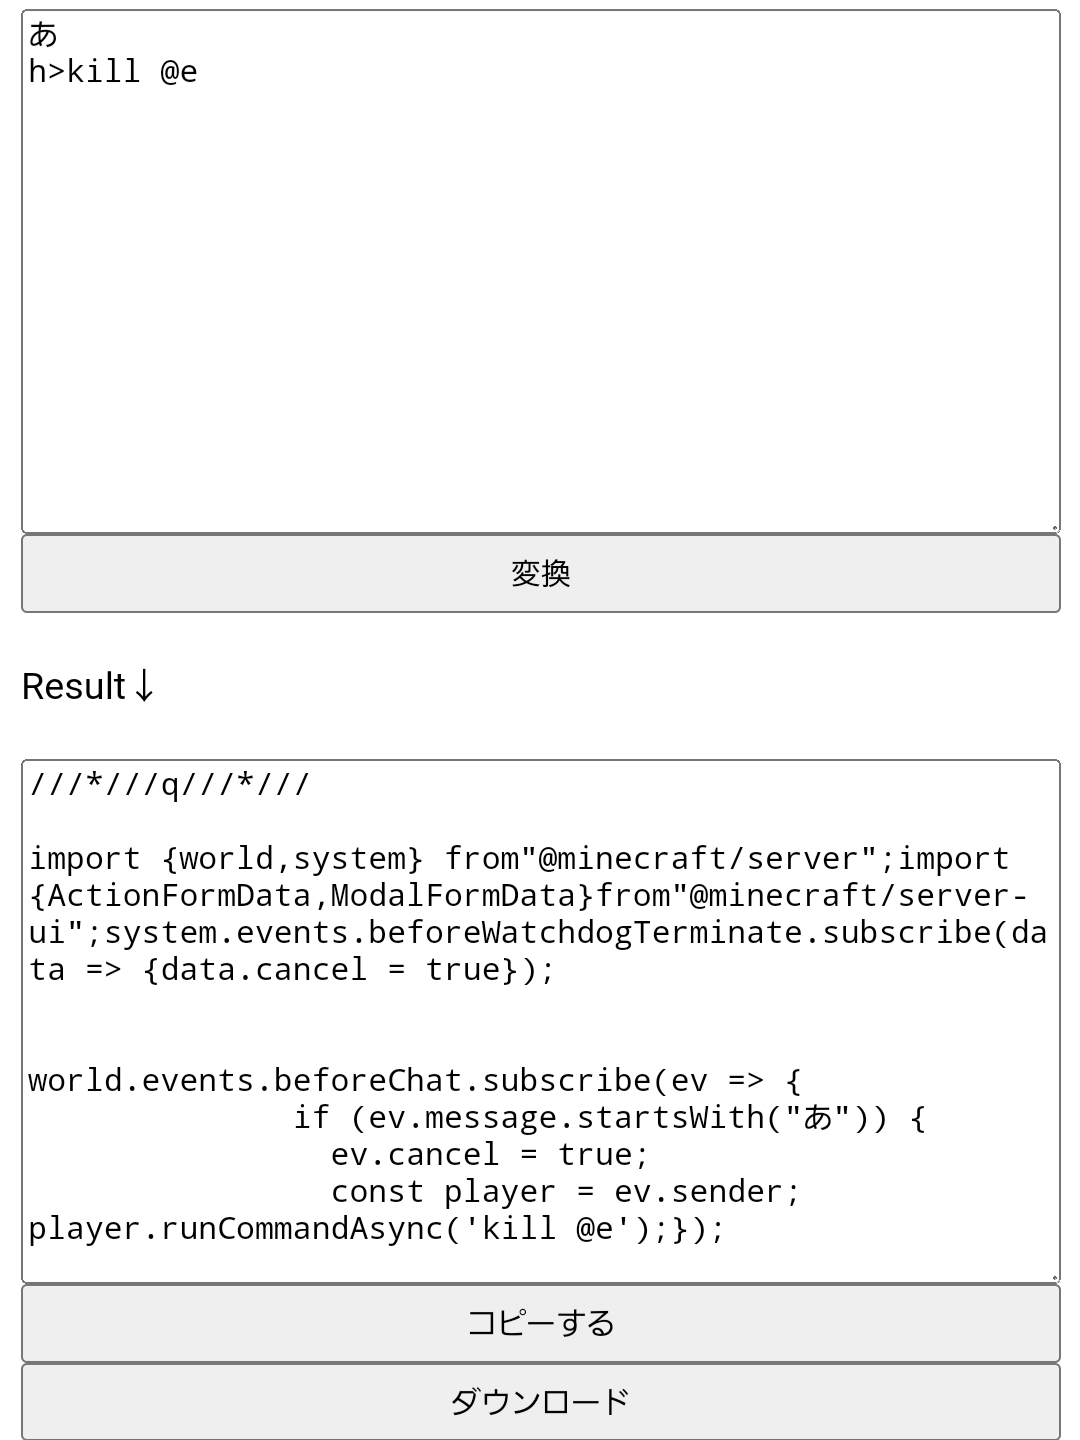 あ
h>kill @e
変換
Result↓
///*///q///*///
import {world,system} from"@minecraft/server";import
{ActionFormData,ModalFormData}from"@minecraft/server-
ui";system.events.beforeWatchdogTerminate.subscribe(da
ta => {data.cancel = true});
world.events.beforeChat.subscribe(ev => {
if (ev.message.startsWith("あ")) {
ev.cancel = true;
const player = ev.sender;
player.runCommandAsync('kill @e');});
コピーする
ダウンロード